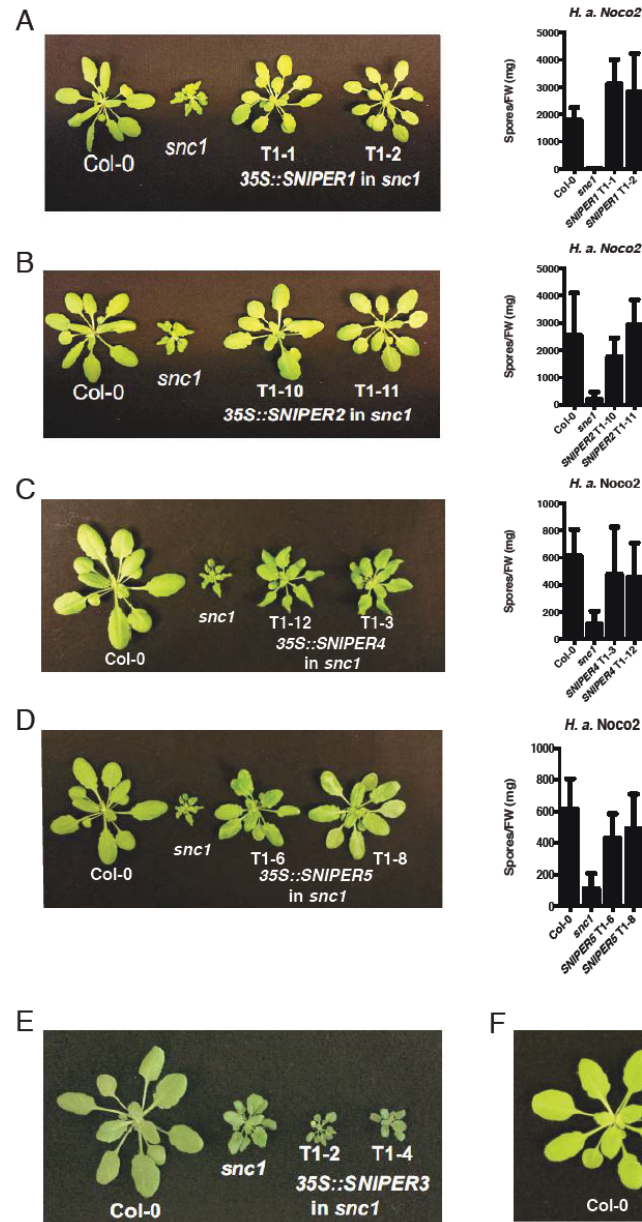 A
Col-0
snc1
T1-1
T1-2
35S::SNIPER1 in snc1
H. a. Noco2
Spores/FW (mg)
5000
4000
3000
2000
1000
0
Col-0
snc1
SNIPER1 T1-1
SNIPER1 T1-2
B
Col-0
snc1
T1-10
T1-11
35S::SNIPER2 in snc1
H. a. Noco2
Spores/FW (mg)
5000
4000
3000
2000
1000
0
Col-0
snc1
SNIPER2 T1-10
SNIPER2 T1-11
C
Col-0
snc1
T1-12
T1-3
35S::SNIPER4
in snc1
H. a. Noco2
Spores/FW (mg)
1000
800
600
400
200
0
Col-0
snc1
SNIPER4 T1-3
SNIPER4 T1-12
D
Col-0
snc1
T1-6
T1-8
35S::SNIPER5
in snc1
H. a. Noco2
Spores/FW (mg)
1000
800
600
400
200
0
Col-0
snc1
SNIPER5 T1-6
SNIPER5 T1-8
E
Col-0
snc1
T1-2
T1-4
35S::SNIPER3
in snc1
F
Col-0